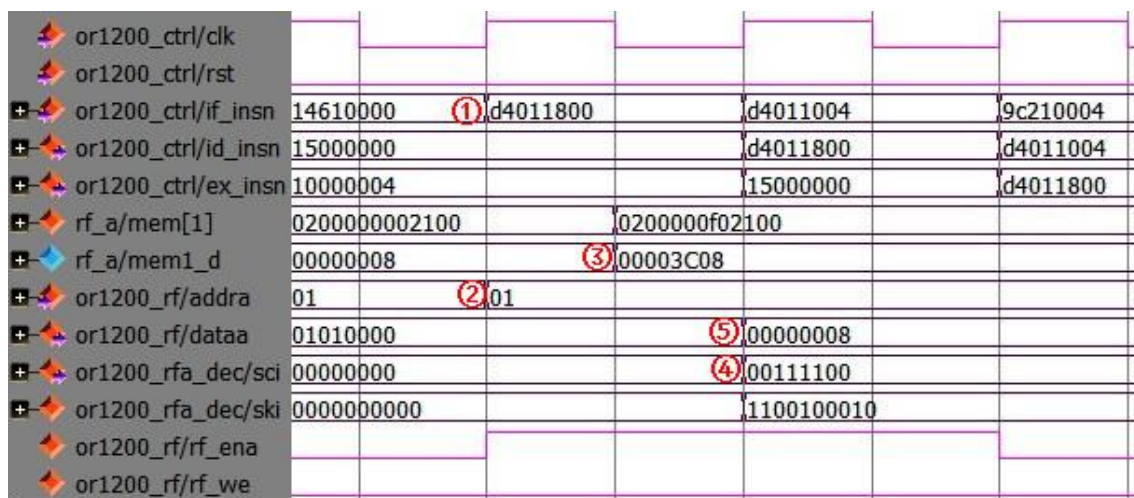 or1200_ctrl/clk
or1200_ctrl/rst
or1200_ctrl/if_insn 14610000 ① d4011800 d4011004 9c210004
or1200_ctrl/id_insn 15000000 d4011800 d4011004
or1200_ctrl/ex_insn 10000004 15000000 d4011800
rf_a/mem[1] 0200000002100 0200000f02100
rf_a/mem1_d 00000008 ③ 00003C08
or1200_rf/addra 01 ② 01
or1200_rf/dataa 01010000 ⑤ 00000008
or1200_rfa_dec/sci 00000000 ④ 00111100
or1200_rfa_dec/ski 0000000000 1100100010
or1200_rf/rf_ena
or1200_rf/rf_we